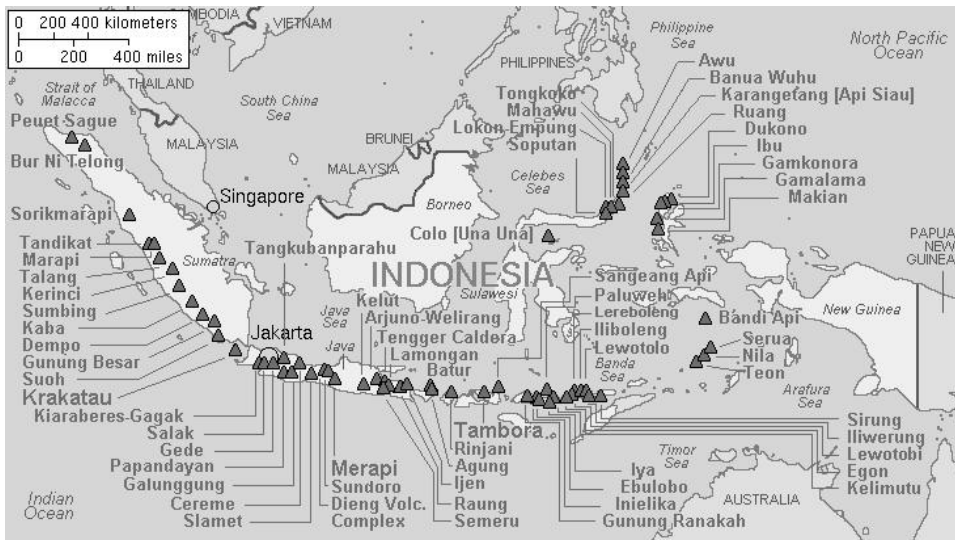 0 200 400 kilometers
0 200 400 miles
CAMBODIA
VIETNAM
THAILAND
Strait of
Malacca
South China
Sea
PHILIPPINES
Philippine
Sea
North Pacific
Ocean
Awu
Banua Wuhu
Karangetang [Api Siau]
Ruang
Dukono
Ibu
Gamkonora
Gamalama
Makian
Tongkoko
Mahawu
Lokon-Empung
Soputan
Peuet Sague
Bur Ni Telong
MALAYSIA
BRUNEI
MALAYSIA
Celebes
Sea
Singapore
Borneo
Sorikmarapi
Colo [Una Una]
PAPUA
NEW
GUINEA
Tandikat
Marapi
Talang
Kerinci
Sumbing
Kaba
Dempo
Gunung Besar
Suoh
Krakatau
Sumatra
Tangkubanparahu
INDONESIA
Sulawesi
Sangeang Api
Paluweh
Lereboleng
Iliboleng
Lewotolo
Banda
Sea
New Guinea
Bandi Api
Serua
Nila
Teon
Arafura
Sea
Kelut
Arjuno-Welirang
Tengger Caldera
Lamongan
Batur
Java
Sea
Java
Jakarta
Kiaraberes-Gagak
Salak
Gede
Papandayan
Galunggung
Cereme
Slamet
Merapi
Sundoro
Dieng Volc.
Complex
Tambora
Rinjani
Agung
Ijen
Raung
Semeru
Iya
Ebulobo
Inielika
Gunung Ranakah
Timor
Sea
Sirung
Iliwerung
Lewotobi
Egon
Kelimutu
AUSTRALIA
Indian
Ocean